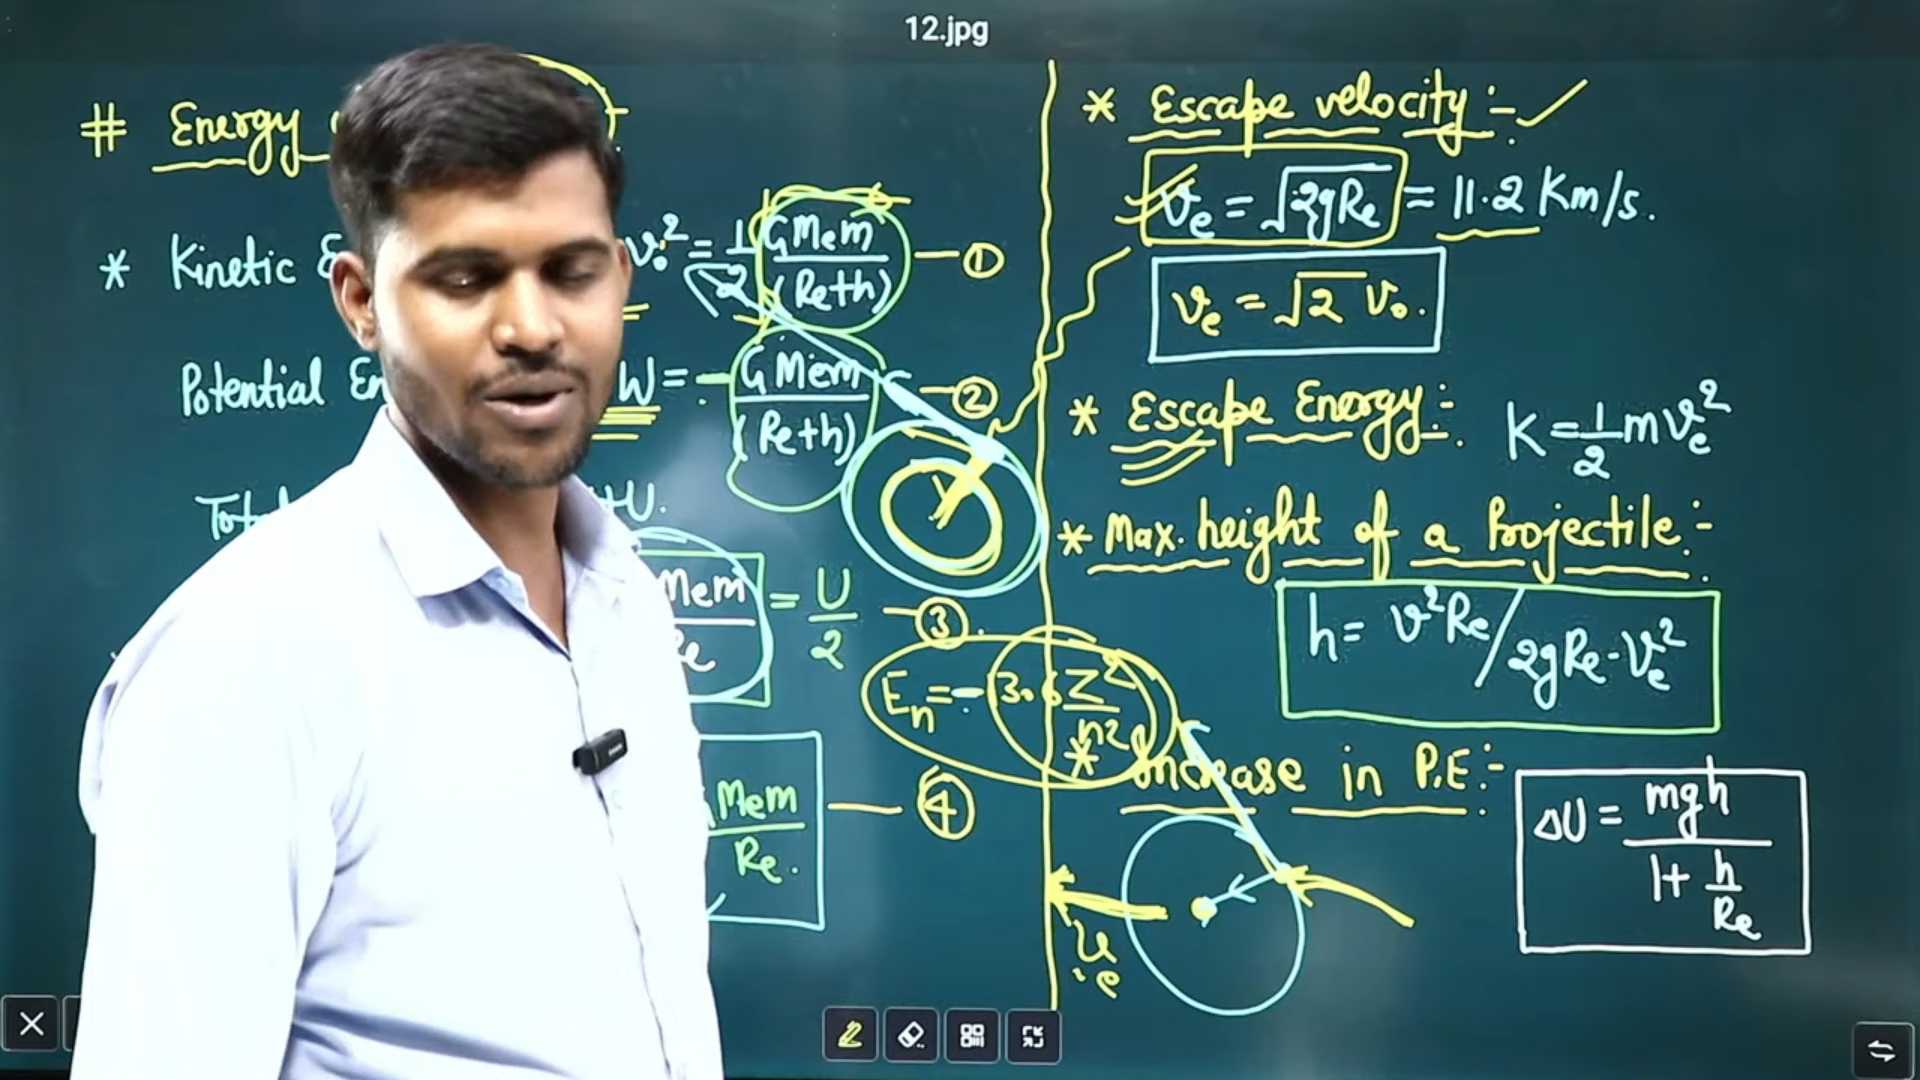 12.jpg
# Energy
* Kinetic E v₀² = 1/2 GMem/(Re+h) — ①
Potential En W = - GMem/(Re+h) — ②
Tot +U.
Mem/Re = U/2 — ③.
En = - 13.6 Z²/n²
Mem/Re. — ④
* Escape velocity :- ✓
ve = √2gRe = 11.2 Km/s.
ve = √2 v₀.
* Escape Energy :- K = 1/2 mve²
* Max. height of a Projectile :-
h = v²Re / 2gRe - ve²
* Increase in P.E :- ΔU = mgh / 1 + h/Re
ve